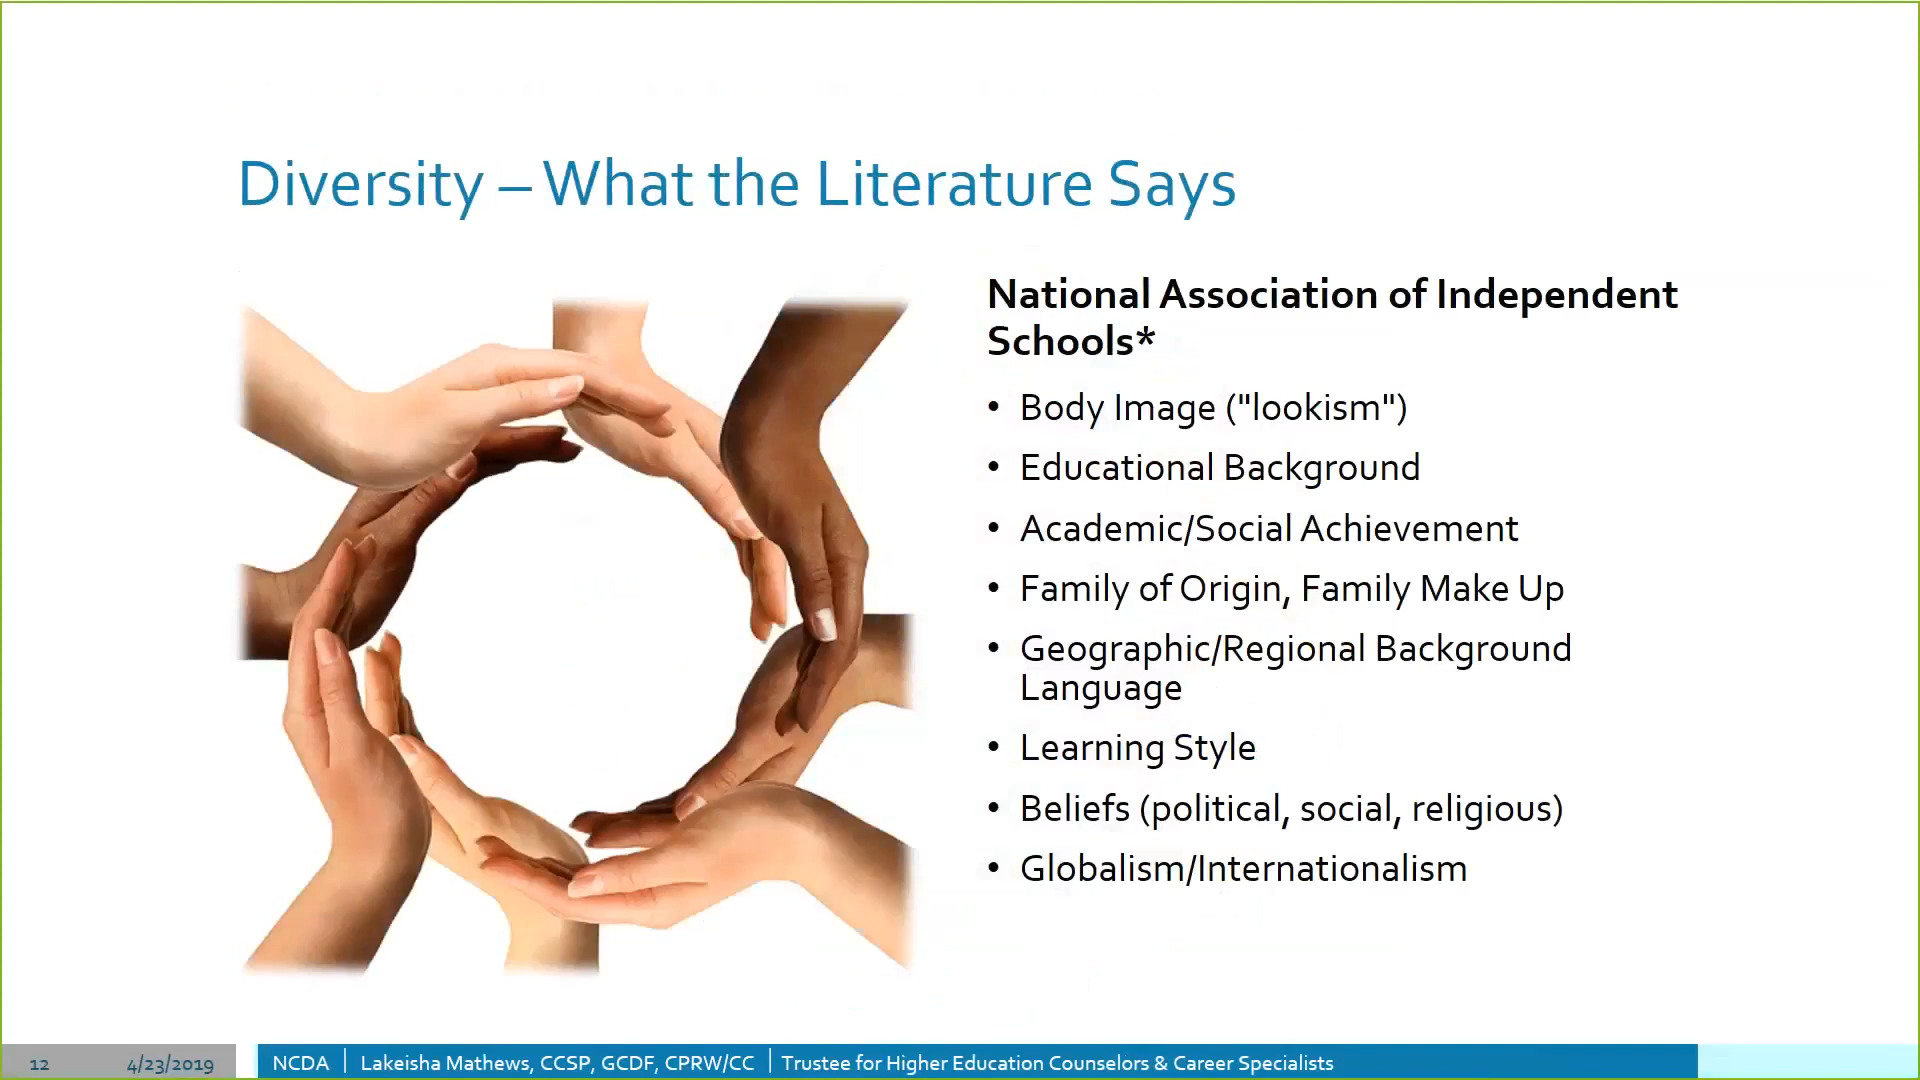 Diversity – What the Literature Says
National Association of Independent
Schools*
• Body Image ("lookism")
• Educational Background
• Academic/Social Achievement
• Family of Origin, Family Make Up
• Geographic/Regional Background
Language
• Learning Style
• Beliefs (political, social, religious)
• Globalism/Internationalism
12 4/23/2019 NCDA | Lakeisha Mathews, CCSP, GCDF, CPRW/CC | Trustee for Higher Education Counselors & Career Specialists